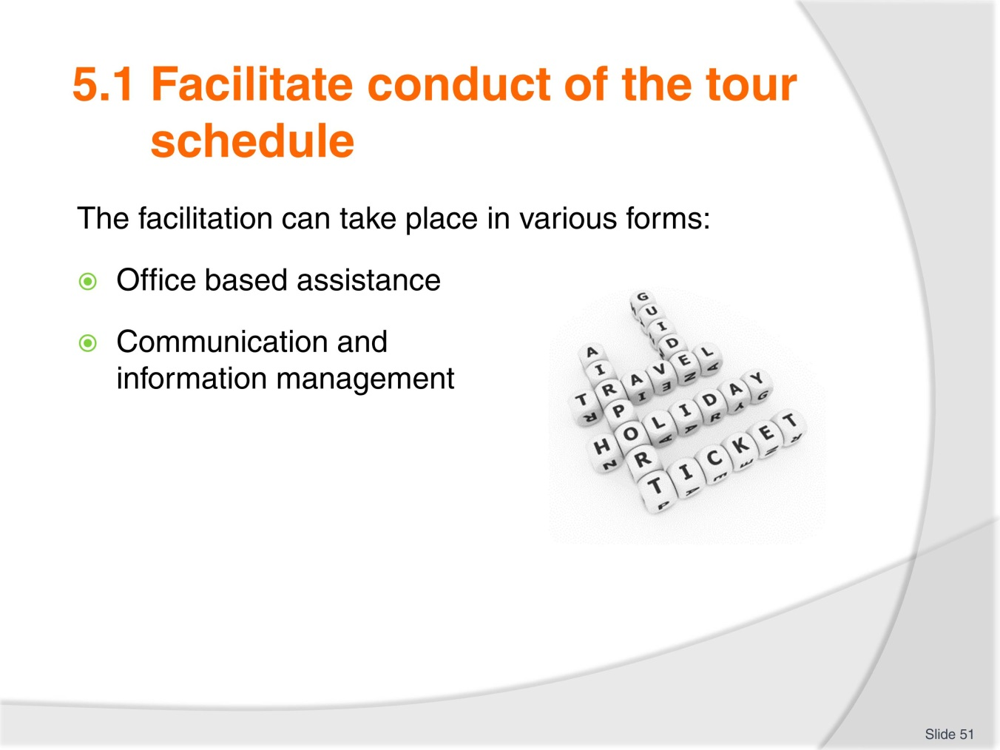 5.1 Facilitate conduct of the tour
schedule
The facilitation can take place in various forms:
Office based assistance
Communication and
information management
GUIDE
AIRPORT
TRAVEL
HOLIDAY
TICKET
Slide 51